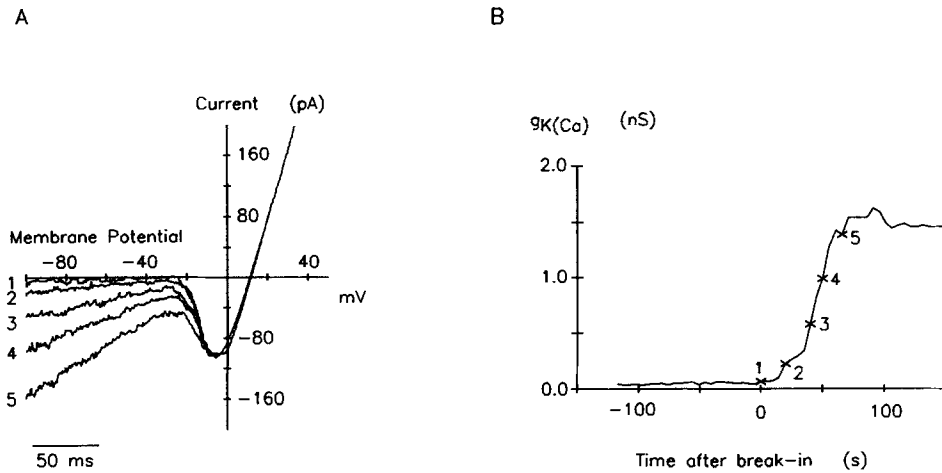 A
Current (pA)
160
80
Membrane Potential
-80
-40
40
mV
1
2
3
4
5
-80
-160
50 ms
B
gK(Ca) (nS)
2.0
1.0
0.0
1
2
3
4
5
-100
0
100
Time after break-in (s)